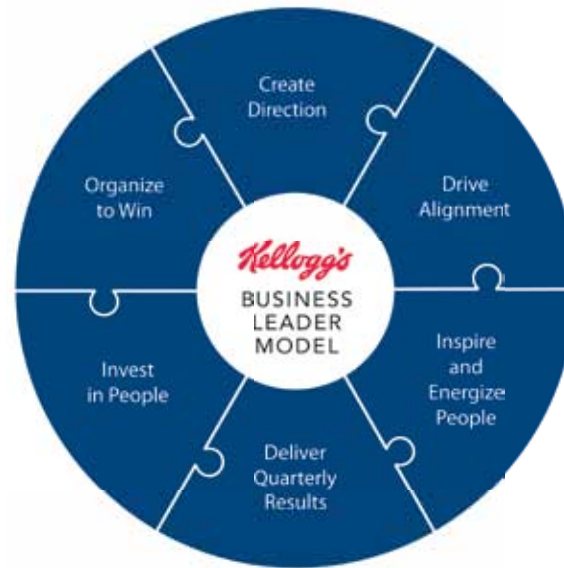 Create
Direction
Drive
Alignment
Inspire
and
Energize
People
Deliver
Quarterly
Results
Invest
in People
Organize
to Win
Kellogg's
BUSINESS
LEADER
MODEL